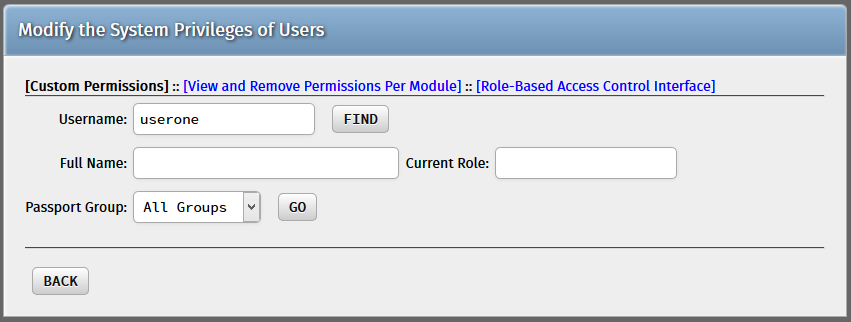 Modify the System Privileges of Users
[Custom Permissions] :: [View and Remove Permissions Per Module] :: [Role-Based Access Control Interface]
Username: userone FIND
Full Name: Current Role:
Passport Group: All Groups GO
BACK